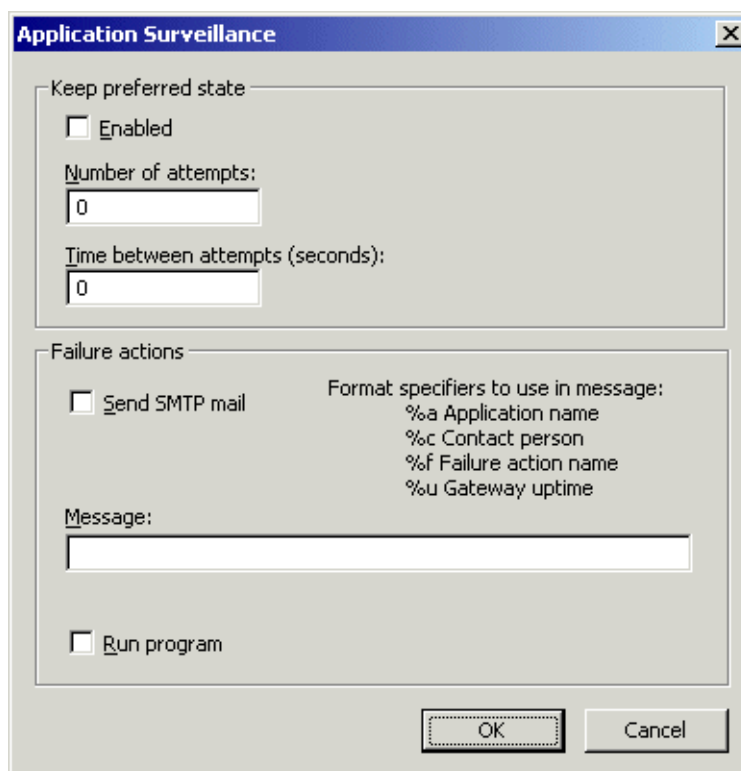 Application Surveillance
Keep preferred state
Enabled
Number of attempts:
0
Time between attempts (seconds):
0
Failure actions
Send SMTP mail
Format specifiers to use in message:
%a Application name
%c Contact person
%f Failure action name
%u Gateway uptime
Message:
Run program
OK
Cancel